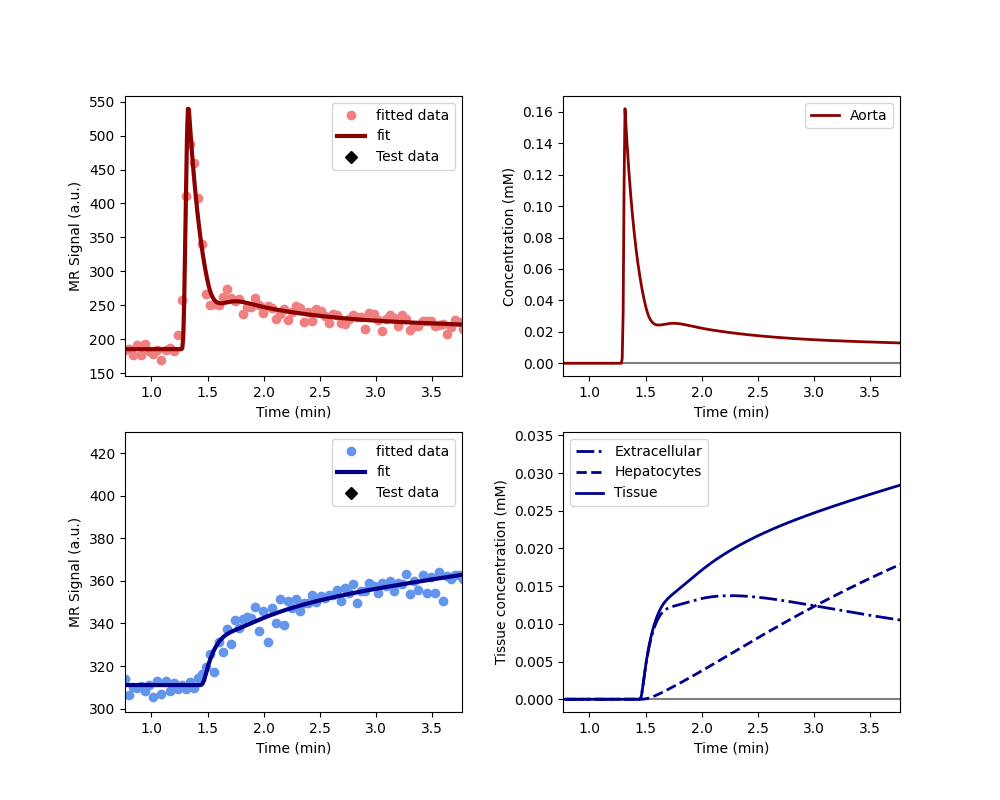 550
500
450
400
350
300
250
200
150
MR Signal (a.u.)
1.0 1.5 2.0 2.5 3.0 3.5
Time (min)
fitted data
fit
Test data
0.16
0.14
0.12
0.10
0.08
0.06
0.04
0.02
0.00
Concentration (mM)
1.0 1.5 2.0 2.5 3.0 3.5
Time (min)
Aorta
420
400
380
360
340
320
300
MR Signal (a.u.)
1.0 1.5 2.0 2.5 3.0 3.5
Time (min)
fitted data
fit
Test data
0.035
0.030
0.025
0.020
0.015
0.010
0.005
0.000
Tissue concentration (mM)
1.0 1.5 2.0 2.5 3.0 3.5
Time (min)
Extracellular
Hepatocytes
Tissue